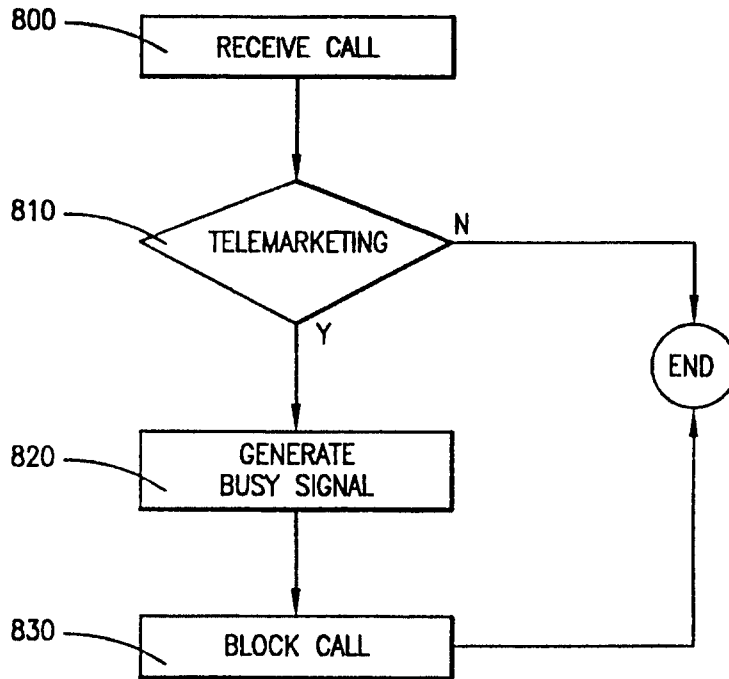 800
RECEIVE CALL
810
TELEMARKETING
N
Y
END
820
GENERATE
BUSY SIGNAL
830
BLOCK CALL